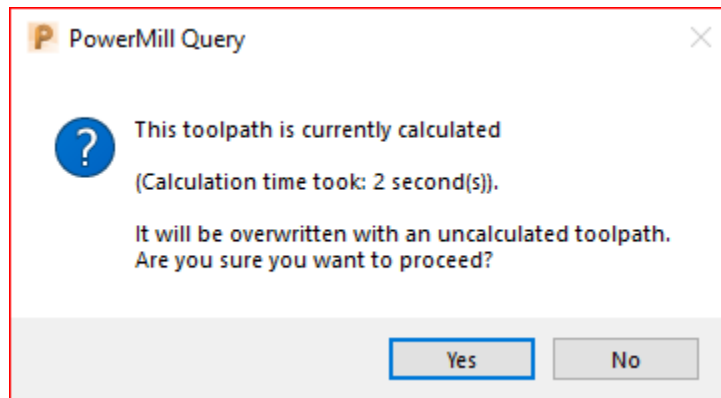 PowerMill Query
This toolpath is currently calculated
(Calculation time took: 2 second(s)).
It will be overwritten with an uncalculated toolpath.
Are you sure you want to proceed?
Yes No